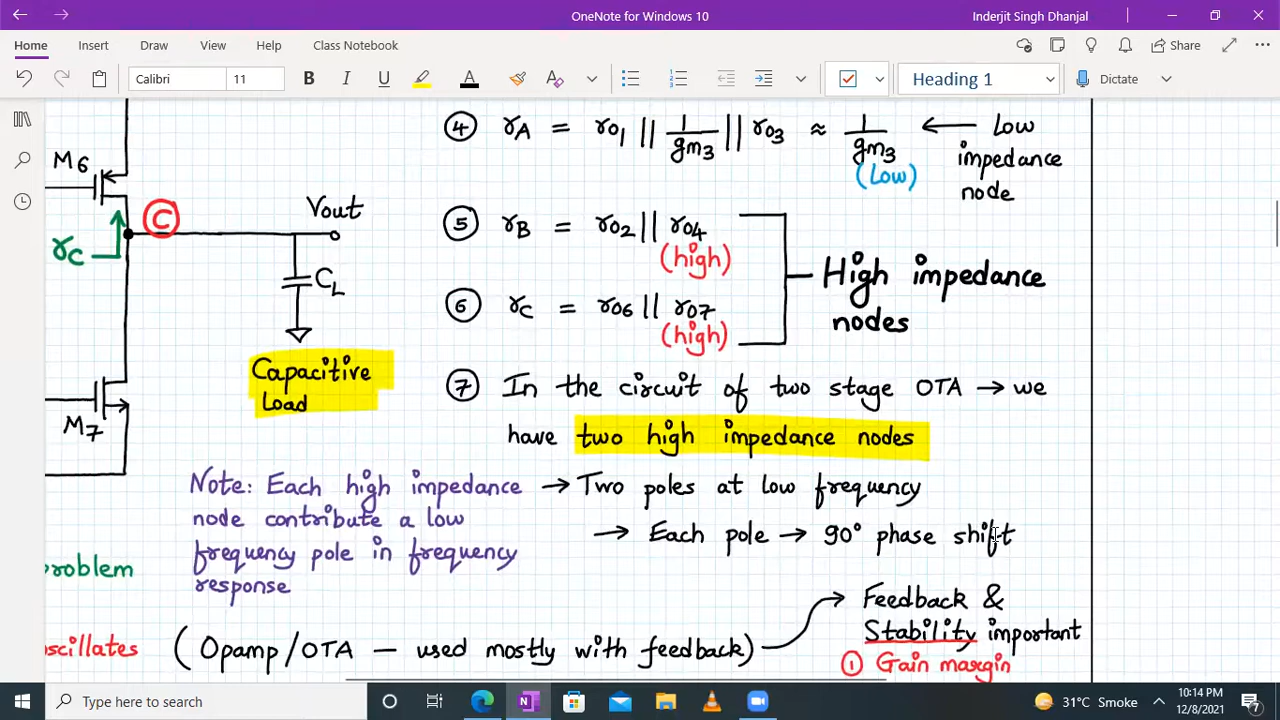 OneNote for Windows 10
Inderjit Singh Dhanjal
Home Insert Draw View Help Class Notebook
Share
Calibri 11 B I U A Heading 1 Dictate
④ rA = ro1 || 1/gm3 || ro3 ≈ 1/gm3 ← Low
(Low) impedance
node
M6
C
Vout
rC
CL
⑤ rB = ro2 || ro4
(high)
High impedance
nodes
⑥ rC = ro6 || ro7
(high)
Capacitive
Load
M7
⑦ In the circuit of two stage OTA → we
have two high impedance nodes
Note: Each high impedance → Two poles at low frequency
node contribute a low
→ Each pole → 90° phase shift
frequency pole in frequency
response
problem
Feedback &
Stability important
oscillates (Opamp/OTA – used mostly with feedback)
① Gain margin
Type here to search
31°C Smoke
10:14 PM
12/8/2021
7